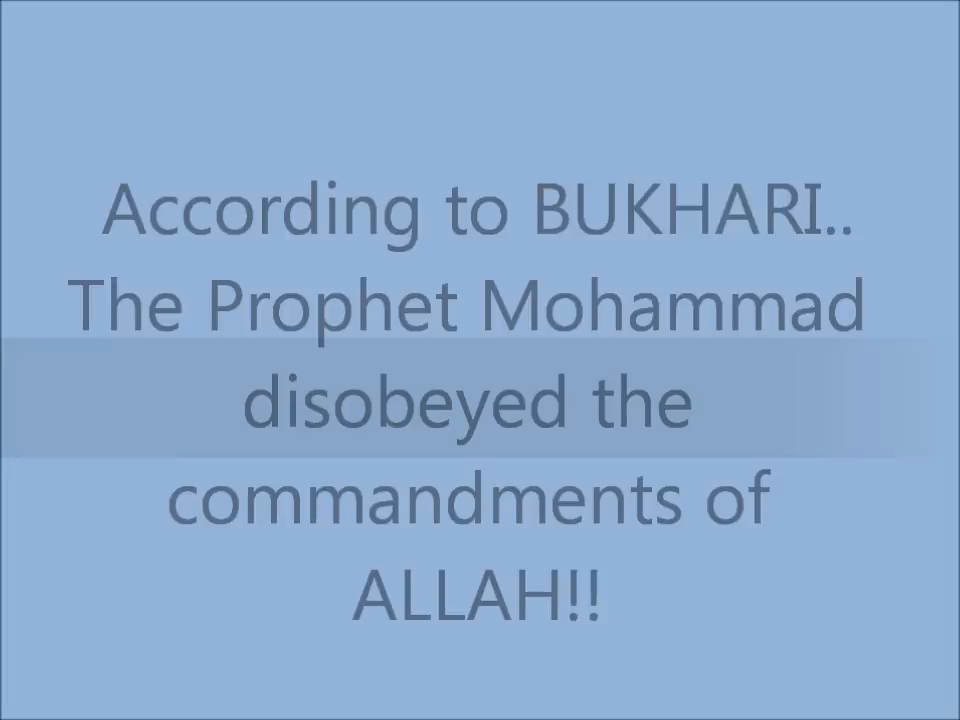 According to BUKHARI..
The Prophet Mohammad
disobeyed the
commandments of
ALLAH!!